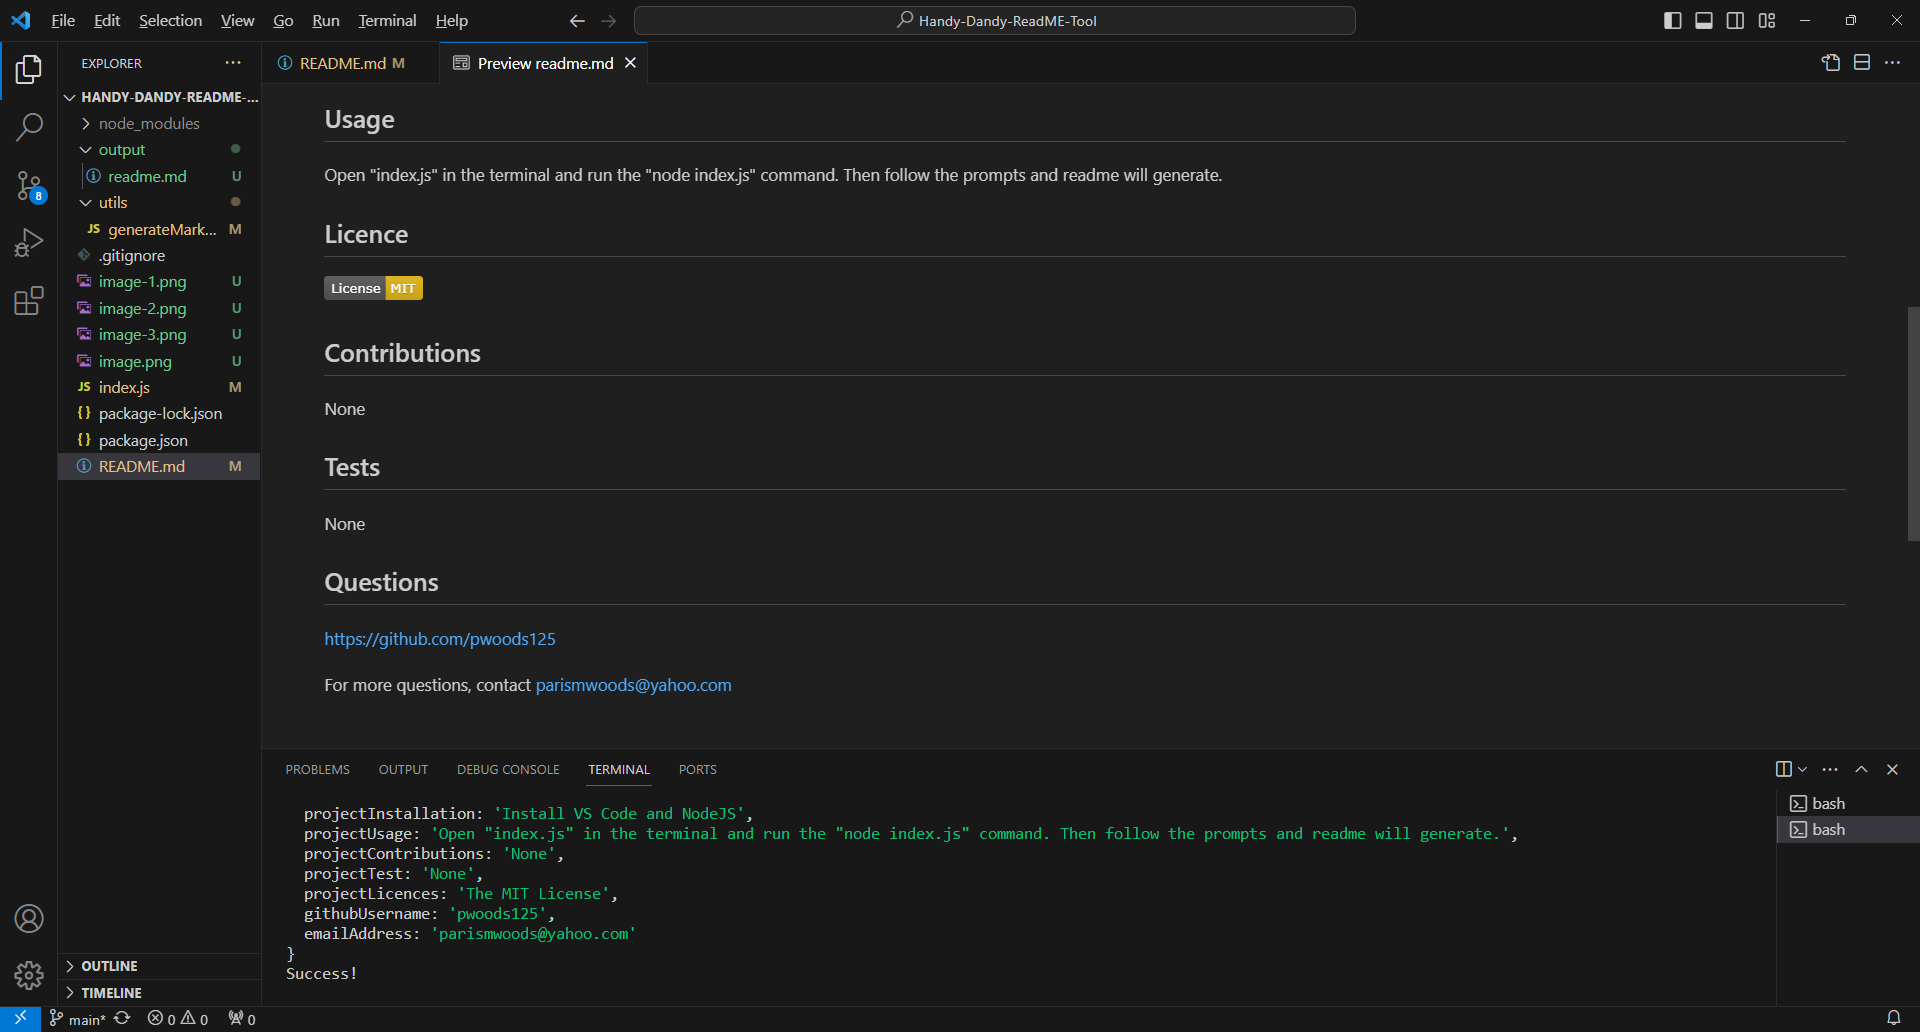 File Edit Selection View Go Run Terminal Help
Handy-Dandy-ReadME-Tool
EXPLORER
README.md M
Preview readme.md
HANDY-DANDY-README-...
node_modules
output
readme.md U
utils
JS generateMark... M
.gitignore
image-1.png U
image-2.png U
image-3.png U
image.png U
JS index.js M
{} package-lock.json
{} package.json
README.md M
8
OUTLINE
TIMELINE
Usage
Open "index.js" in the terminal and run the "node index.js" command. Then follow the prompts and readme will generate.
Licence
License MIT
Contributions
None
Tests
None
Questions
https://github.com/pwoods125
For more questions, contact parismwoods@yahoo.com
PROBLEMS OUTPUT DEBUG CONSOLE TERMINAL PORTS
projectInstallation: 'Install VS Code and NodeJS',
projectUsage: 'Open "index.js" in the terminal and run the "node index.js" command. Then follow the prompts and readme will generate.',
projectContributions: 'None',
projectTest: 'None',
projectLicences: 'The MIT License',
githubUsername: 'pwoods125',
emailAddress: 'parismwoods@yahoo.com'
}
Success!
bash
bash
main* 0 0 0